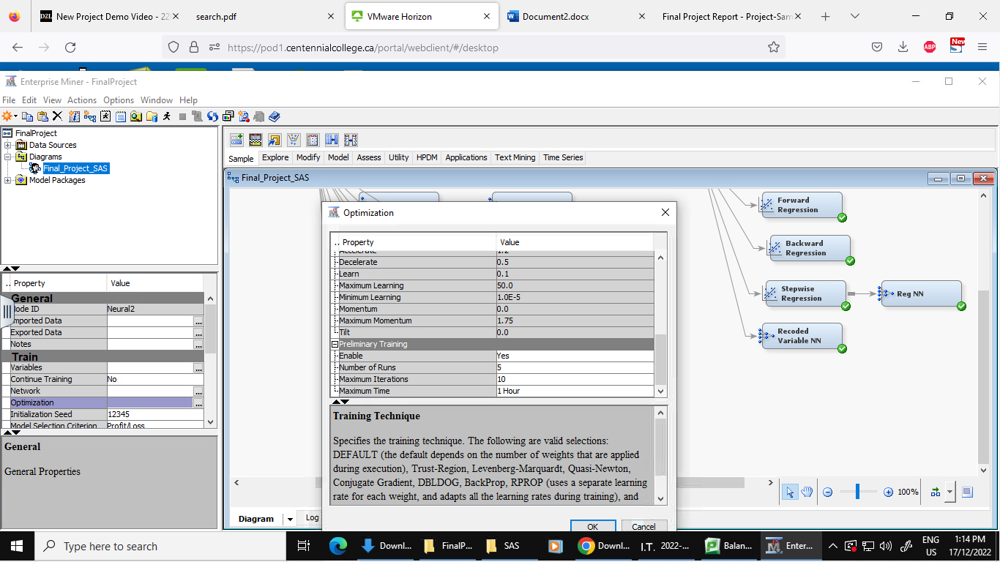 New Project Demo Video - 22
search.pdf
VMware Horizon
Document2.docx
Final Project Report - Project-Sam
https://pod1.centennialcollege.ca/portal/webclient/#/desktop
ABP
New
Enterprise Miner - FinalProject
File Edit View Actions Options Window Help
FinalProject
Data Sources
Diagrams
Final_Project_SAS
Model Packages
.. Property Value
General
Node ID Neural2
Imported Data ...
Exported Data ...
Notes ...
Train
Variables ...
Continue Training No
Network ...
Optimization ...
Initialization Seed 12345
Model Selection Criterion Profit/Loss
General
General Properties
Sample Explore Modify Model Assess Utility HPDM Applications Text Mining Time Series
Final_Project_SAS
Forward Regression
Backward Regression
Stepwise Regression
Reg NN
Recoded Variable NN
Optimization
.. Property Value
Accelerate 1.2
Decelerate 0.5
Learn 0.1
Maximum Learning 50.0
Minimum Learning 1.0E-5
Momentum 0.0
Maximum Momentum 1.75
Tilt 0.0
Preliminary Training
Enable Yes
Number of Runs 5
Maximum Iterations 10
Maximum Time 1 Hour
Training Technique
Specifies the training technique. The following are valid selections:
DEFAULT (the default depends on the number of weights that are applied
during execution), Trust-Region, Levenberg-Marquardt, Quasi-Newton,
Conjugate Gradient, DBLDOG, BackProp, RPROP (uses a separate learning
rate for each weight, and adapts all the learning rates during training), and
OK Cancel
100%
Diagram Log
Type here to search
Downl...
FinalP...
SAS
Downl...
I.T. 2022-...
Balan...
Enter...
ENG
US
1:14 PM
17/12/2022